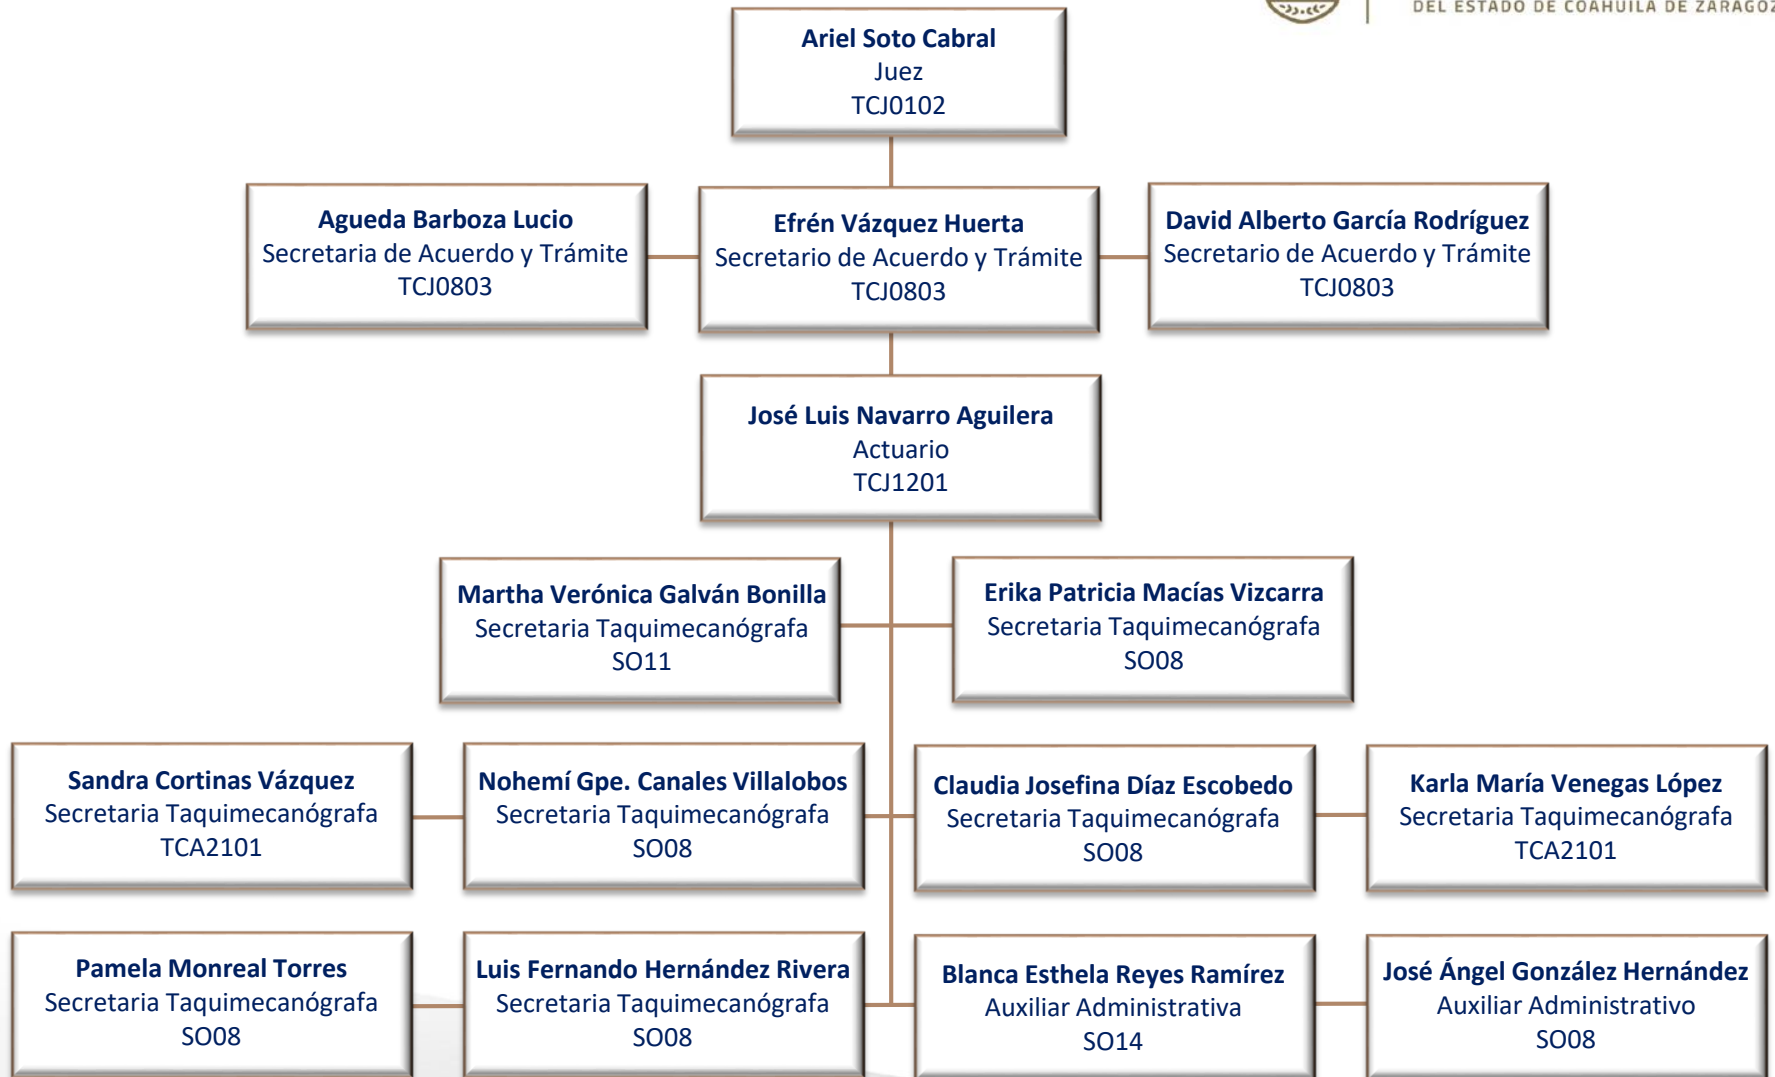 DEL ESTADO DE COAHUILA DE ZARAGOZ
Ariel Soto Cabral
Juez
TCJ0102
Agueda Barboza Lucio
Secretaria de Acuerdo y Trámite
TCJ0803
Efrén Vázquez Huerta
Secretario de Acuerdo y Trámite
TCJ0803
David Alberto García Rodríguez
Secretario de Acuerdo y Trámite
TCJ0803
José Luis Navarro Aguilera
Actuario
TCJ1201
Martha Verónica Galván Bonilla
Secretaria Taquimecanógrafa
SO11
Erika Patricia Macías Vizcarra
Secretaria Taquimecanógrafa
SO08
Sandra Cortinas Vázquez
Secretaria Taquimecanógrafa
TCA2101
Nohemí Gpe. Canales Villalobos
Secretaria Taquimecanógrafa
SO08
Claudia Josefina Díaz Escobedo
Secretaria Taquimecanógrafa
SO08
Karla María Venegas López
Secretaria Taquimecanógrafa
TCA2101
Pamela Monreal Torres
Secretaria Taquimecanógrafa
SO08
Luis Fernando Hernández Rivera
Secretaria Taquimecanógrafa
SO08
Blanca Esthela Reyes Ramírez
Auxiliar Administrativa
SO14
José Ángel González Hernández
Auxiliar Administrativo
SO08